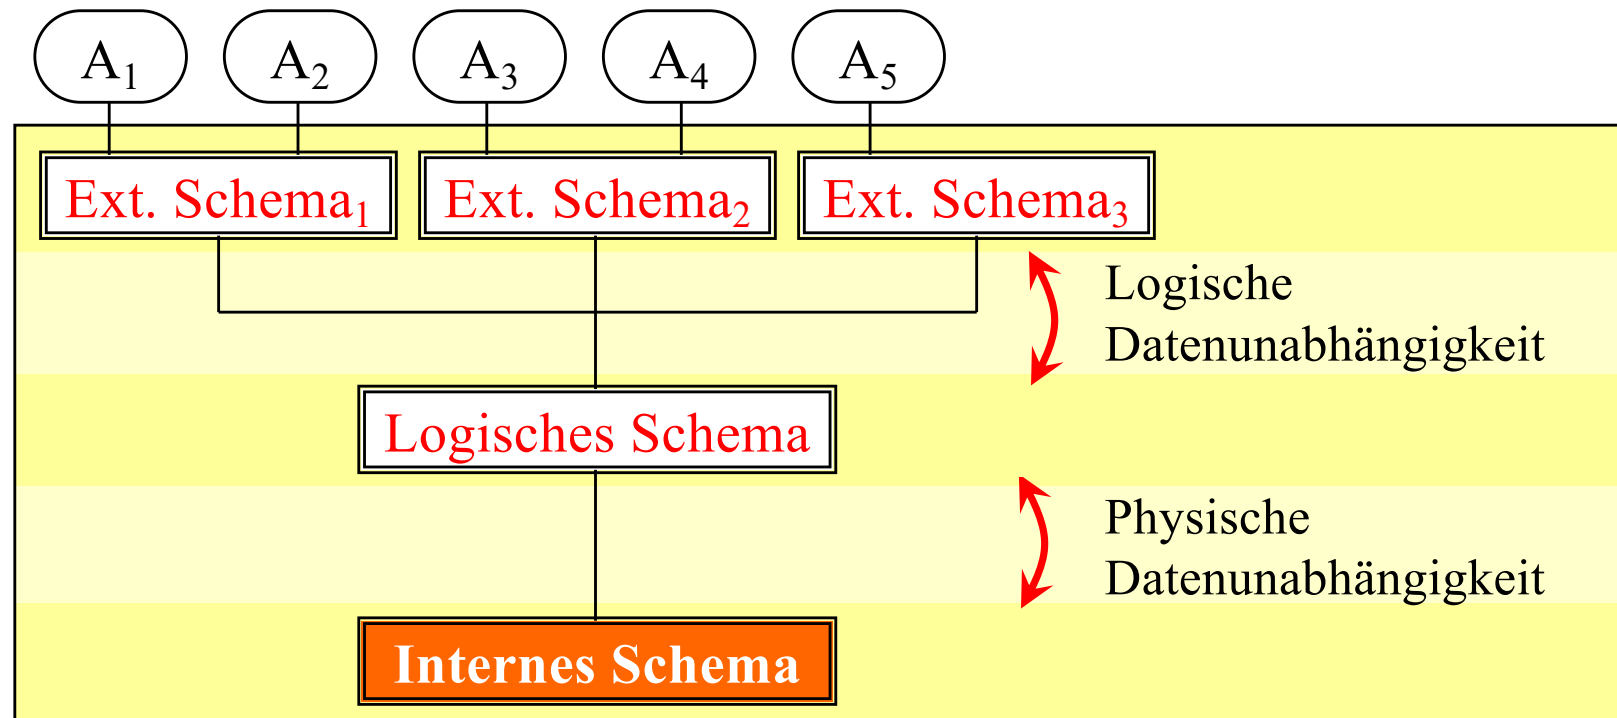 A₁ A₂ A₃ A₄ A₅
Ext. Schema₁ Ext. Schema₂ Ext. Schema₃
Logische
Datenunabhängigkeit
Logisches Schema
Physische
Datenunabhängigkeit
Internes Schema